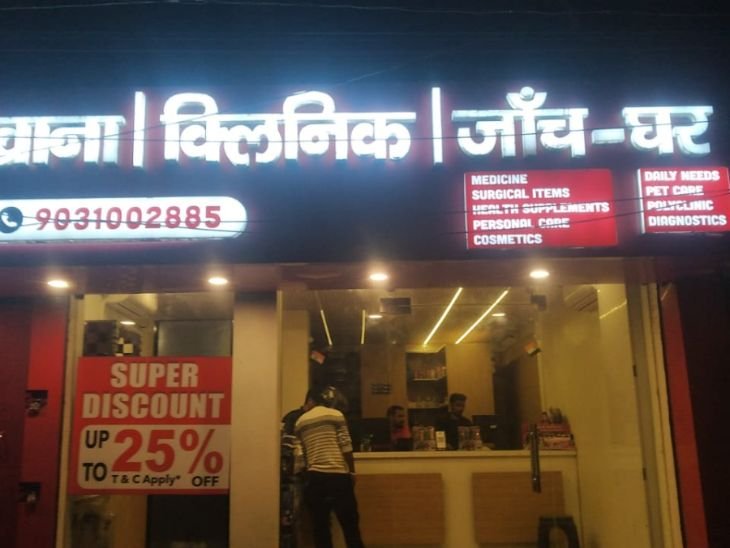 खाना | क्लिनिक | जाँच-घर
9031002885
MEDICINE
SURGICAL ITEMS
HEALTH SUPPLEMENTS
PERSONAL CARE
COSMETICS
DAILY NEEDS
PET CARE
POLYCLINIC
DIAGNOSTICS
SUPER
DISCOUNT
UP TO 25% OFF
T & C Apply*